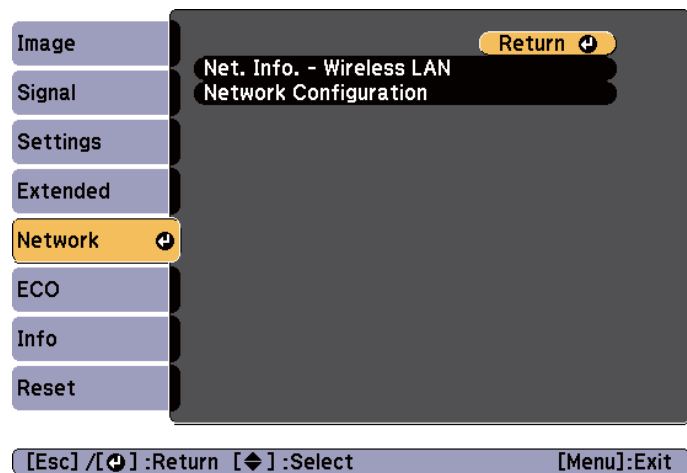 Image
Signal
Settings
Extended
Network
ECO
Info
Reset
Return
Net. Info. - Wireless LAN
Network Configuration
[Esc] /[ ] :Return [ ] :Select [Menu]:Exit